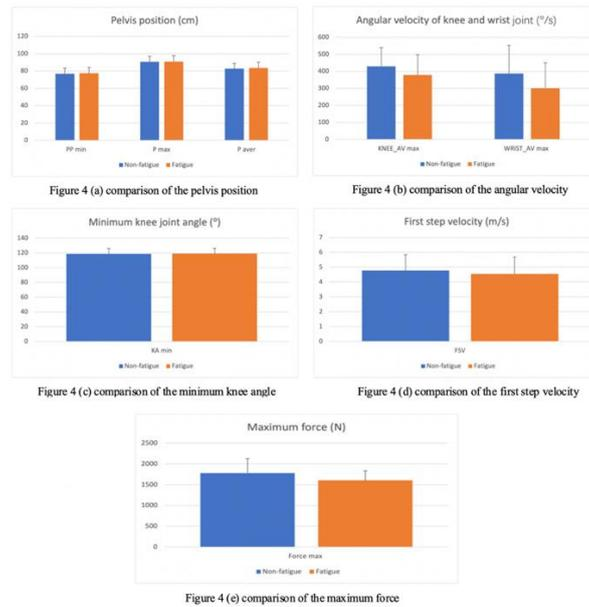 Pelvis position (cm)
120
100
80
60
40
20
0
PP min P max P aver
Non-fatigue Fatigue
Figure 4 (a) comparison of the pelvis position
Angular velocity of knee and wrist joint (°/s)
600
500
400
300
200
100
0
KNEE_AV max WRIST_AV max
Non-fatigue Fatigue
Figure 4 (b) comparison of the angular velocity
Minimum knee joint angle (°)
140
120
100
80
60
40
20
0
KA min
Non-fatigue Fatigue
Figure 4 (c) comparison of the minimum knee angle
First step velocity (m/s)
7
6
5
4
3
2
1
0
FSV
Non-fatigue Fatigue
Figure 4 (d) comparison of the first step velocity
Maximum force (N)
2500
2000
1500
1000
500
0
Force max
Non-fatigue Fatigue
Figure 4 (e) comparison of the maximum force